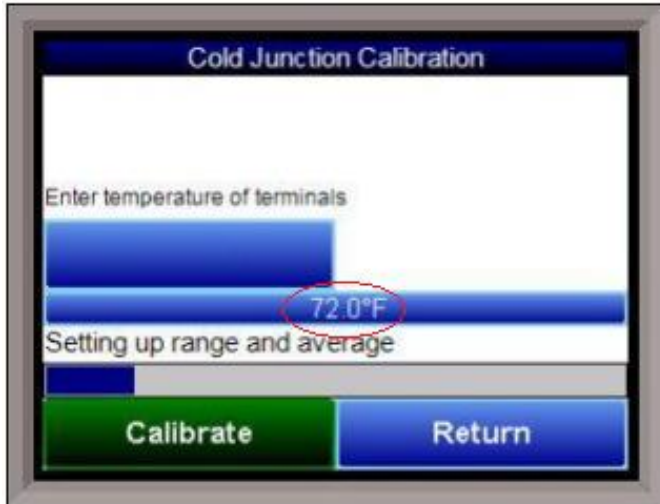 Cold Junction Calibration
Enter temperature of terminals
72.0°F
Setting up range and average
Calibrate Return